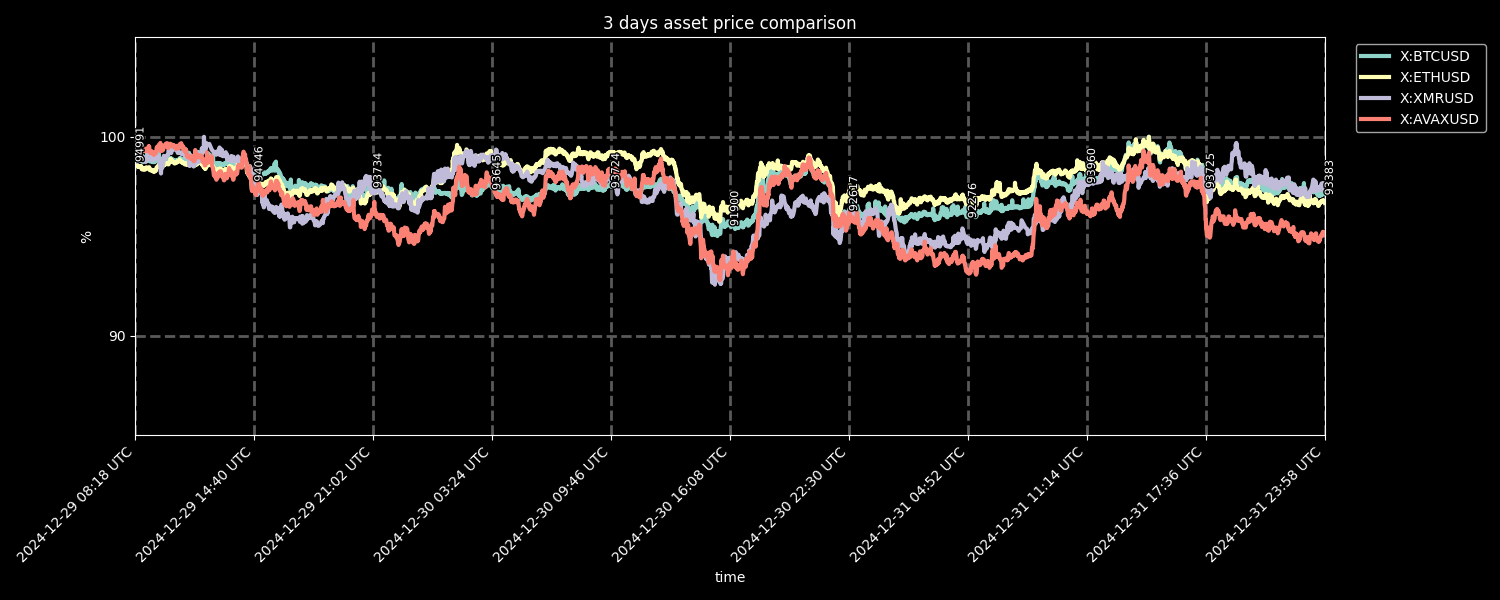 3 days asset price comparison
X:BTCUSD
X:ETHUSD
X:XMRUSD
X:AVAXUSD
100
90
%
94991
94046
93734
93645
93724
91900
92617
92276
93960
93725
93383
2024-12-29 08:18 UTC
2024-12-29 14:40 UTC
2024-12-29 21:02 UTC
2024-12-30 03:24 UTC
2024-12-30 09:46 UTC
2024-12-30 16:08 UTC
2024-12-30 22:30 UTC
2024-12-31 04:52 UTC
2024-12-31 11:14 UTC
2024-12-31 17:36 UTC
2024-12-31 23:58 UTC
time